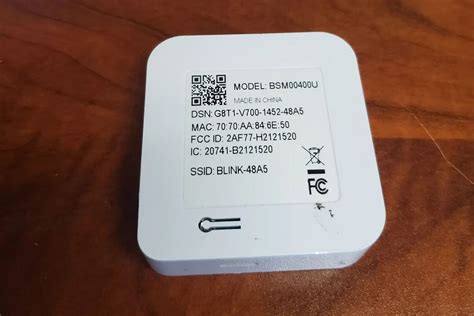 MODEL: BSM00400U
MADE IN CHINA
DSN: G8T1-V700-1452-48A5
MAC: 70:70:AA:84:6E:50
FCC ID: 2AF77-H2121520
IC: 20741-B2121520
SSID: BLINK-48A5
FC